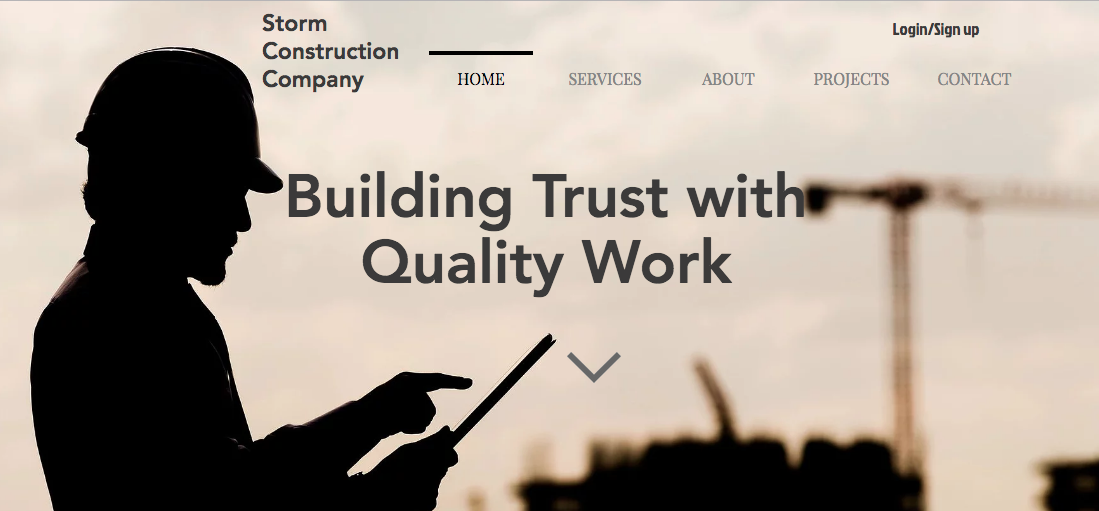 Storm
Construction
Company
Login/Sign up
HOME SERVICES ABOUT PROJECTS CONTACT
Building Trust with
Quality Work